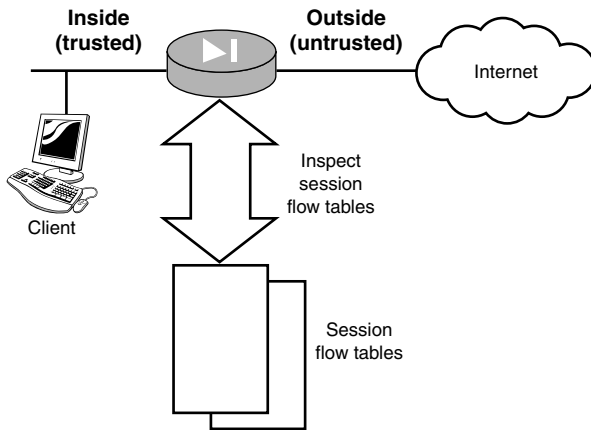 Inside
(trusted)
Outside
(untrusted)
Internet
Client
Inspect
session
flow tables
Session
flow tables